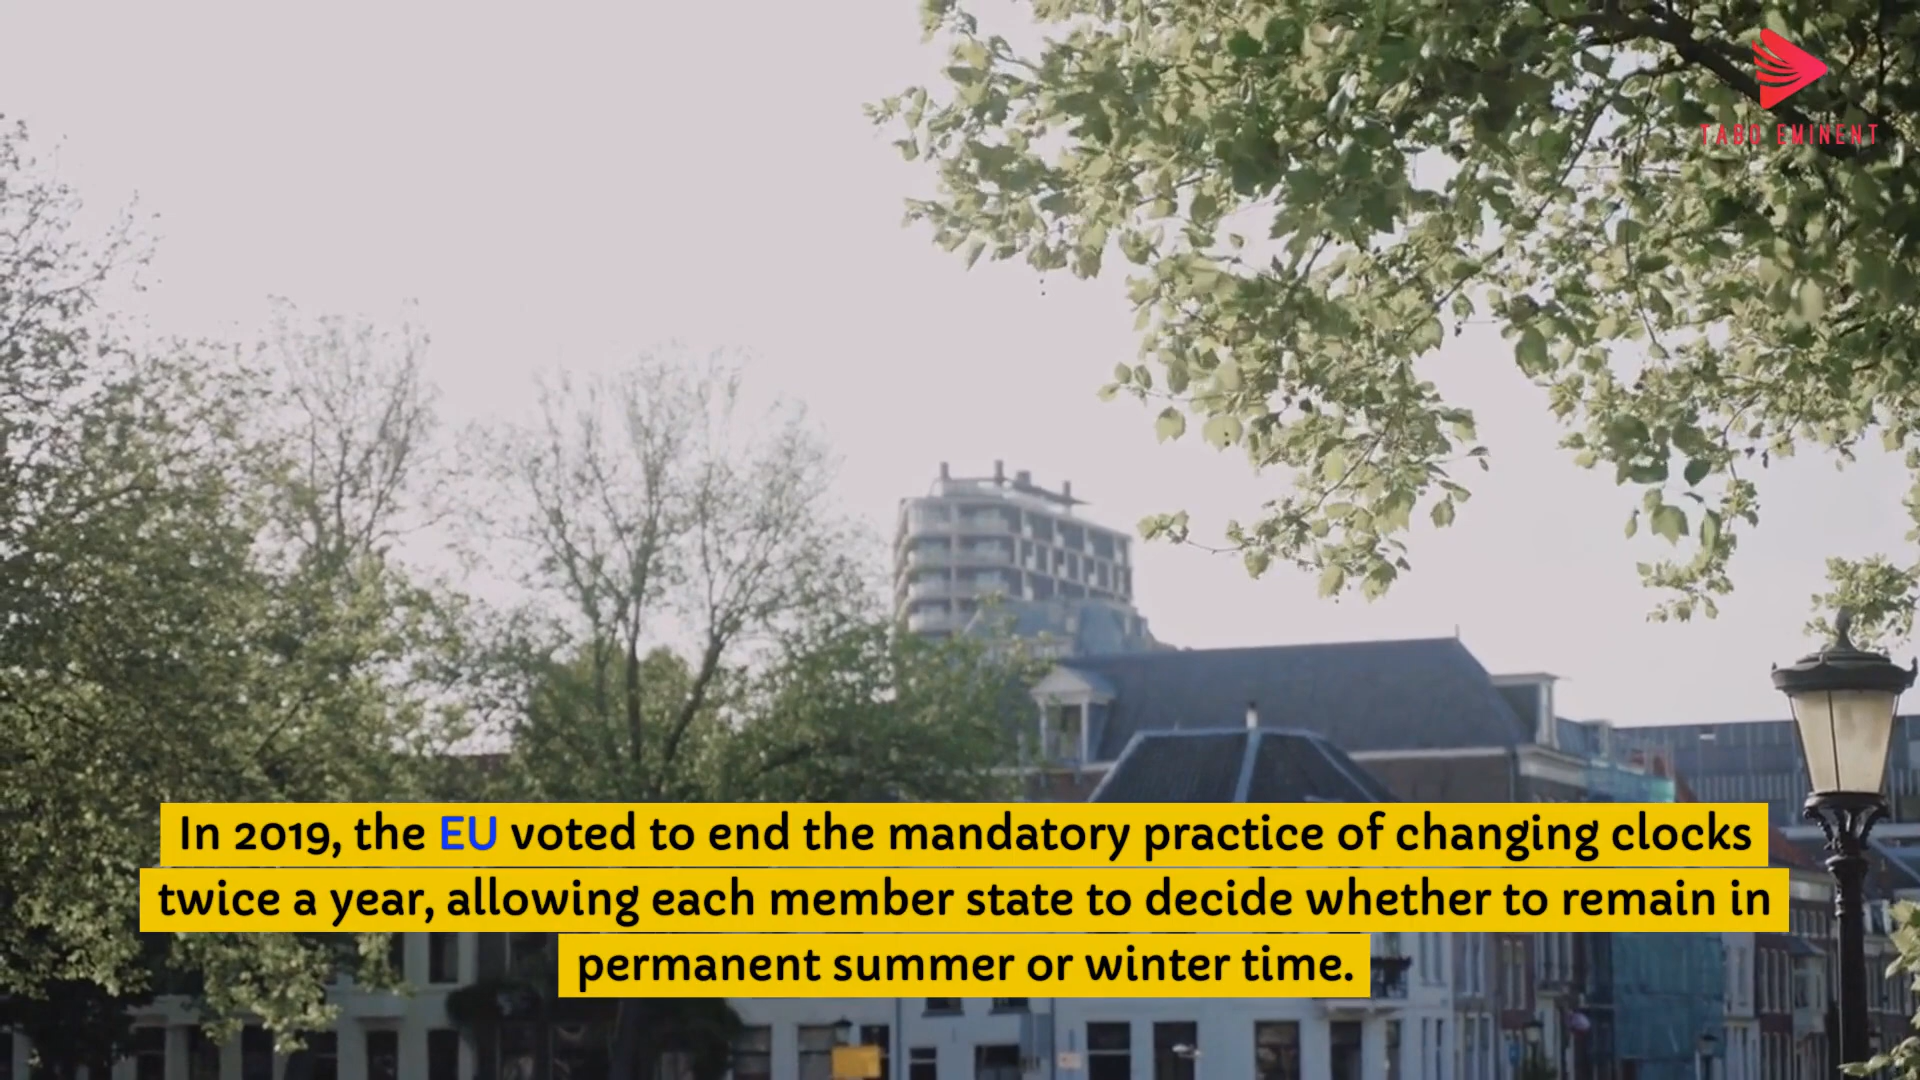 TABO EMINENT
In 2019, the EU voted to end the mandatory practice of changing clocks
twice a year, allowing each member state to decide whether to remain in
permanent summer or winter time.